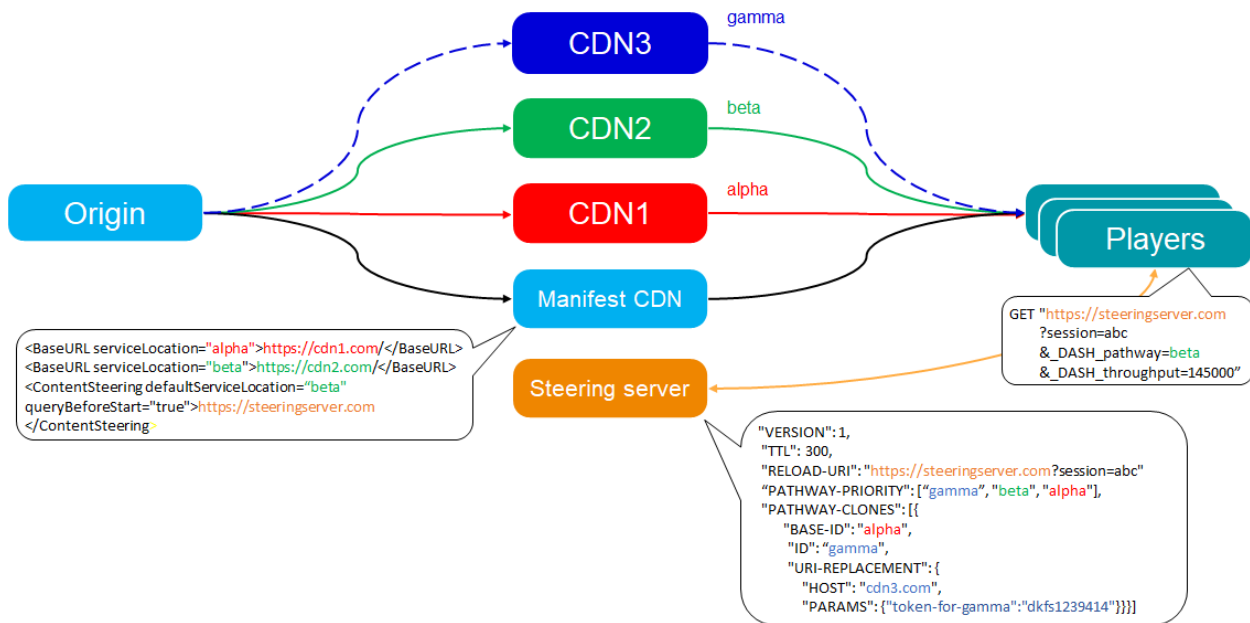 gamma
CDN3
beta
CDN2
alpha
CDN1
Origin
Players
Manifest CDN
Steering server
<BaseURL serviceLocation="alpha">https://cdn1.com/</BaseURL>
<BaseURL serviceLocation="beta">https://cdn2.com/</BaseURL>
<ContentSteering defaultServiceLocation=“beta"
queryBeforeStart="true">https://steeringserver.com
</ContentSteering>
GET "https://steeringserver.com
?session=abc
&_DASH_pathway=beta
&_DASH_throughput=145000”
"VERSION": 1,
"TTL": 300,
"RELOAD-URI": "https://steeringserver.com?session=abc"
“PATHWAY-PRIORITY": [“gamma”, "beta", "alpha"],
"PATHWAY-CLONES": [{
"BASE-ID": "alpha",
"ID": “gamma",
"URI-REPLACEMENT": {
"HOST": "cdn3.com",
"PARAMS": {"token-for-gamma":"dkfs1239414"}}}]